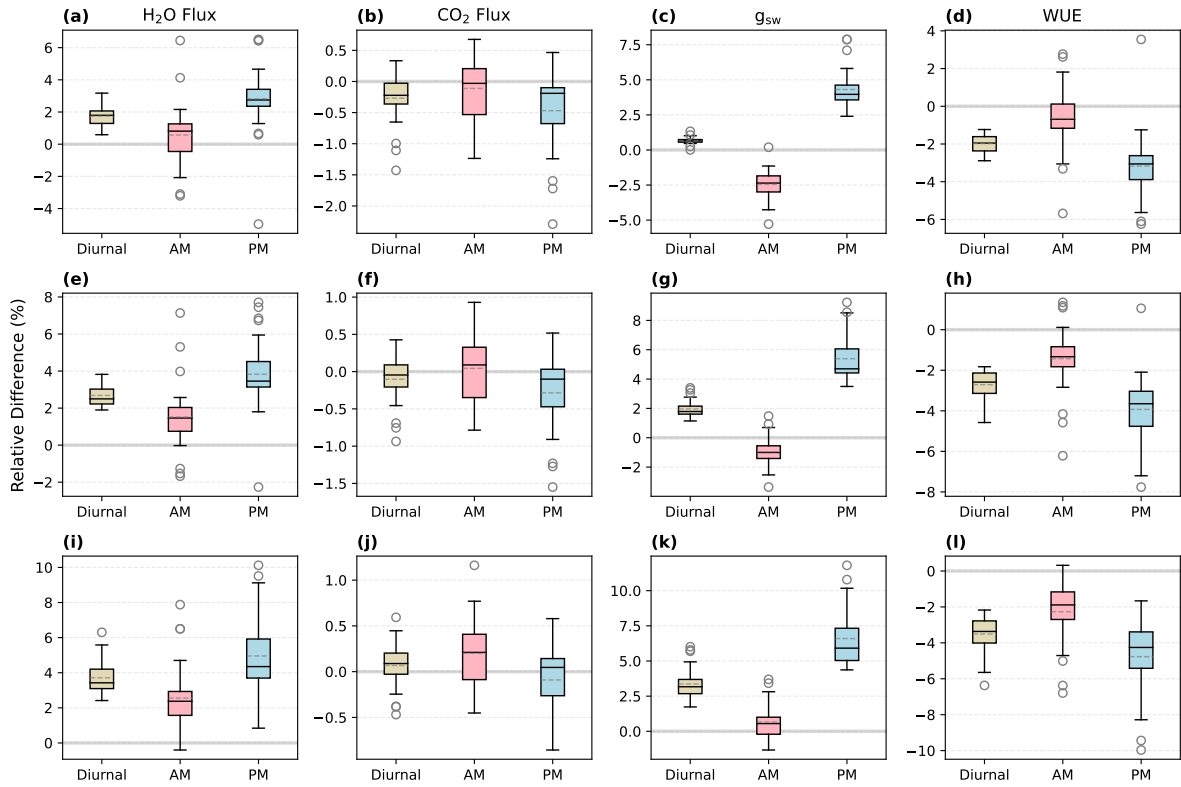 (a) H₂O Flux
(b) CO₂ Flux
(c) g_sw
(d) WUE
6
4
2
0
−2
−4
Diurnal AM PM
0.5
0.0
−0.5
−1.0
−1.5
−2.0
Diurnal AM PM
7.5
5.0
2.5
0.0
−2.5
−5.0
Diurnal AM PM
4
2
0
−2
−4
−6
Diurnal AM PM
Relative Difference (%)
(e)
8
6
4
2
0
−2
Diurnal AM PM
(f)
1.0
0.5
0.0
−0.5
−1.0
−1.5
Diurnal AM PM
(g)
8
6
4
2
0
−2
Diurnal AM PM
(h)
0
−2
−4
−6
−8
Diurnal AM PM
(i)
10
8
6
4
2
0
Diurnal AM PM
(j)
1.0
0.5
0.0
−0.5
Diurnal AM PM
(k)
10.0
7.5
5.0
2.5
0.0
Diurnal AM PM
(l)
0
−2
−4
−6
−8
−10
Diurnal AM PM